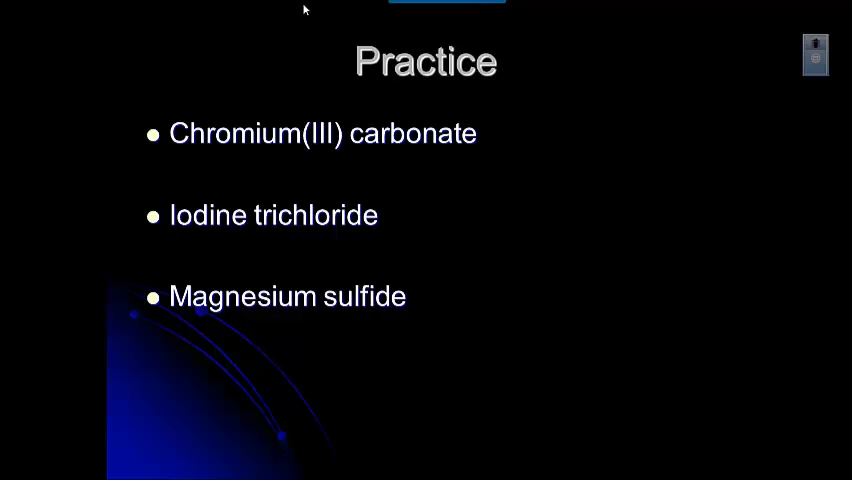 Practice
Chromium(III) carbonate
Iodine trichloride
Magnesium sulfide